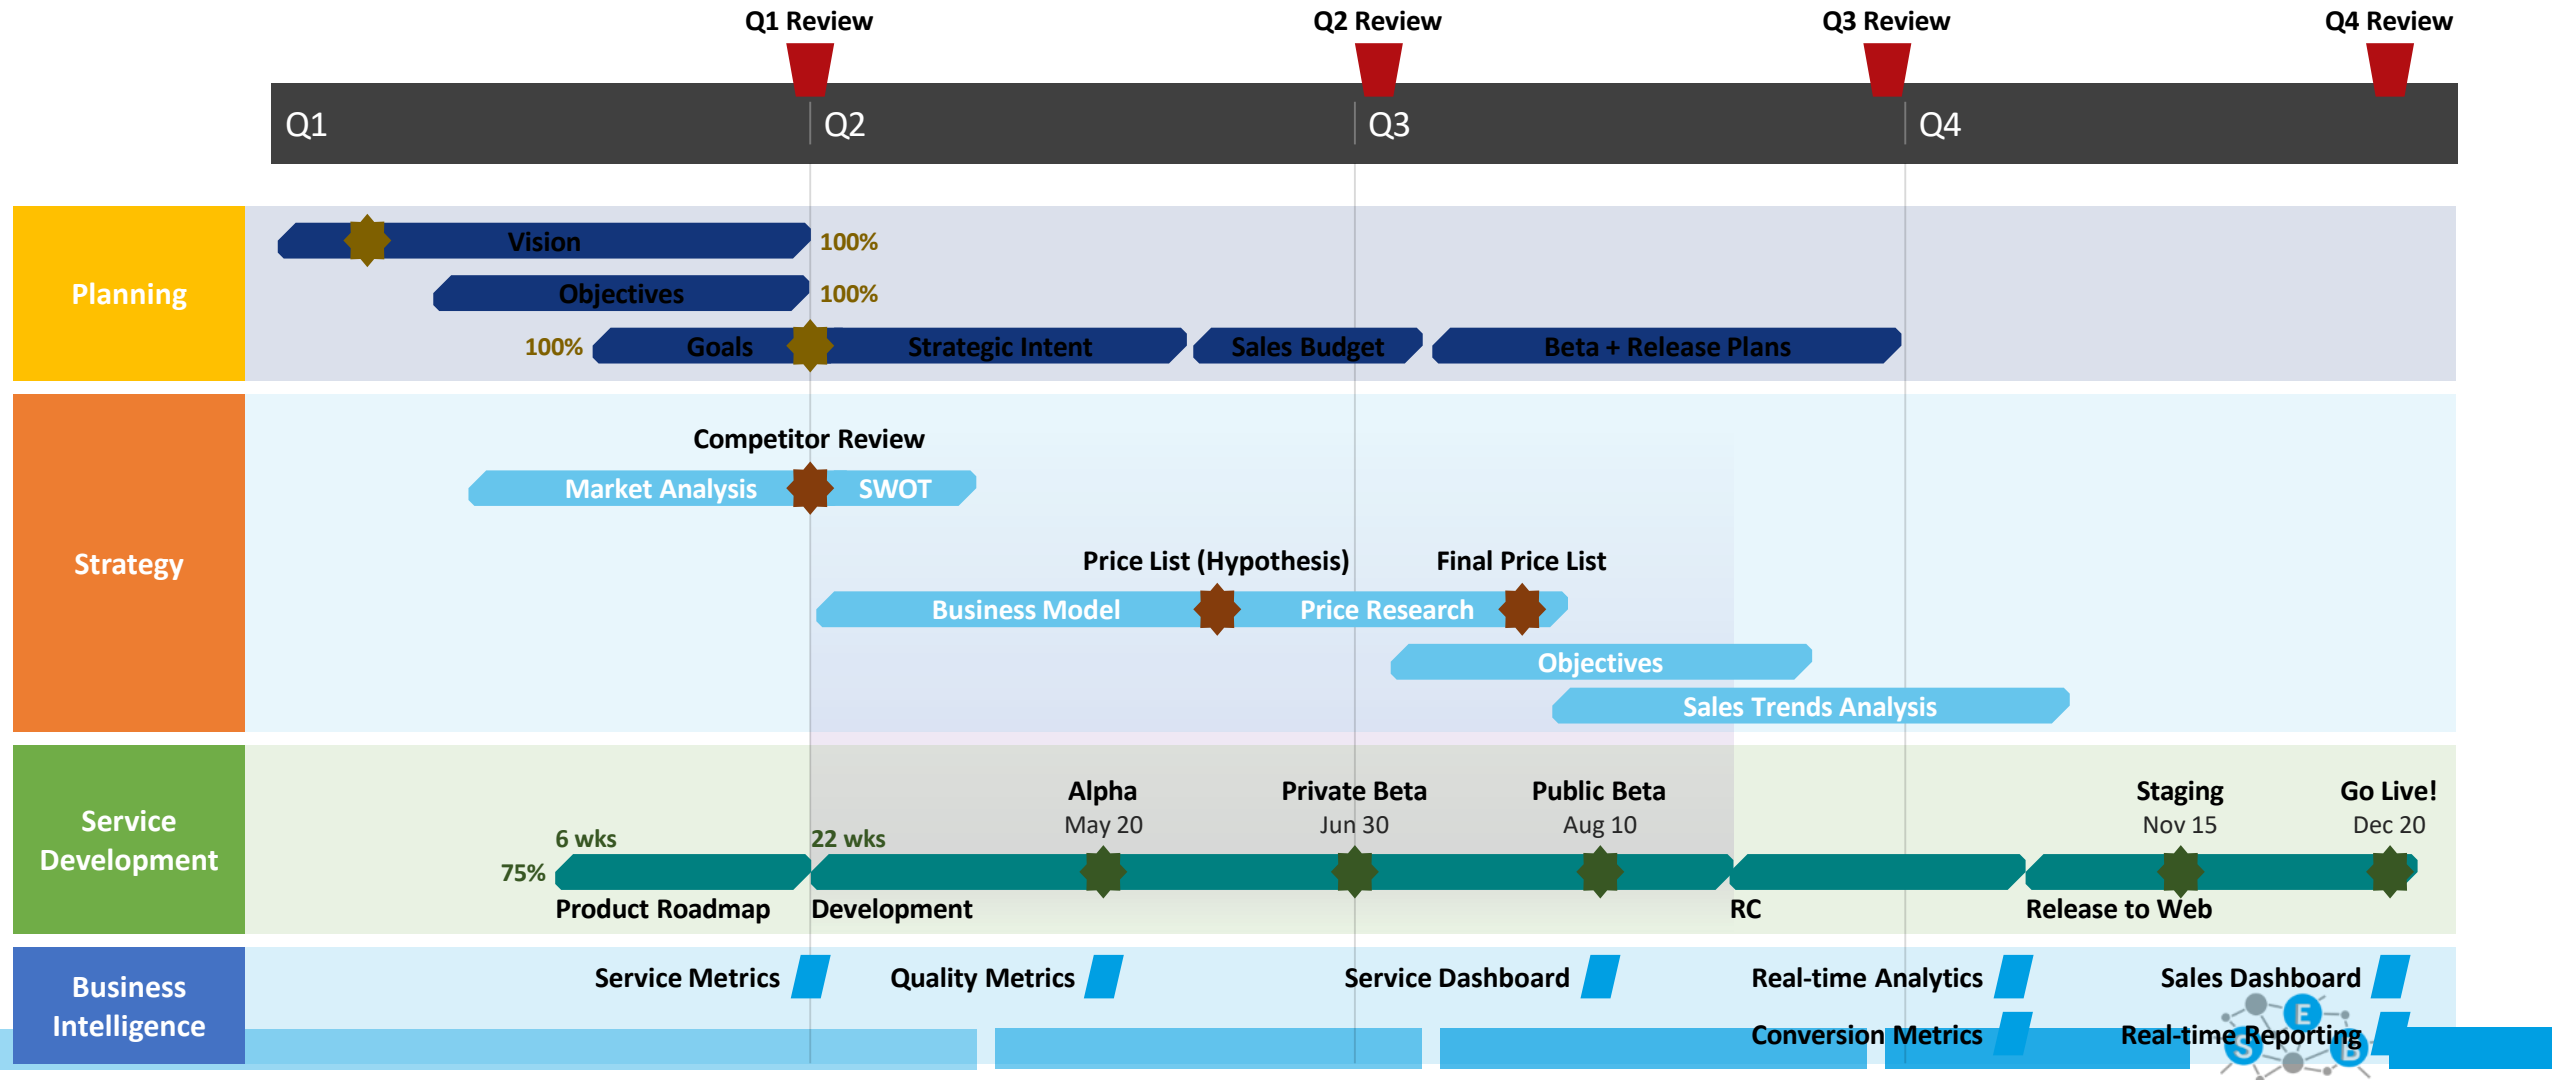 Q1 Review
Q2 Review
Q3 Review
Q4 Review
Q1
Q2
Q3
Q4
Planning
Vision
100%
Objectives
100%
100%
Goals
Strategic Intent
Sales Budget
Beta + Release Plans
Strategy
Competitor Review
Market Analysis
SWOT
Price List (Hypothesis)
Final Price List
Business Model
Price Research
Objectives
Sales Trends Analysis
Service
Development
Alpha
May 20
Private Beta
Jun 30
Public Beta
Aug 10
Staging
Nov 15
Go Live!
Dec 20
6 wks
22 wks
75%
Product Roadmap
Development
RC
Release to Web
Business
Intelligence
Service Metrics
Quality Metrics
Service Dashboard
Real-time Analytics
Sales Dashboard
Conversion Metrics
Real-time Reporting
E
S
B